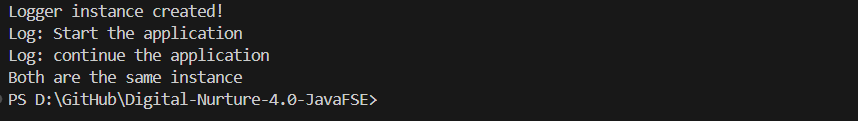 Logger instance created!
Log: Start the application
Log: continue the application
Both are the same instance
PS D:\GitHub\Digital-Nurture-4.0-JavaFSE>